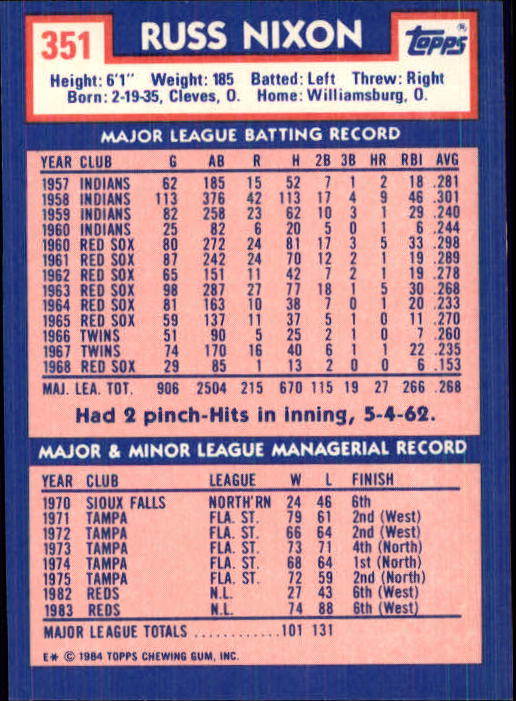 351 RUSS NIXON topps
Height: 6'1" Weight: 185 Batted: Left Threw: Right
Born: 2-19-35, Cleves, O. Home: Williamsburg, O.
MAJOR LEAGUE BATTING RECORD
YEAR CLUB G AB R H 2B 3B HR RBI AVG
1957 INDIANS 62 185 15 52 7 1 2 18 .281
1958 INDIANS 113 376 42 113 17 4 9 46 .301
1959 INDIANS 82 258 23 62 10 3 1 29 .240
1960 INDIANS 25 82 6 20 5 0 1 6 .244
1960 RED SOX 80 272 24 81 17 3 5 33 .298
1961 RED SOX 87 242 24 70 12 2 1 19 .289
1962 RED SOX 65 151 11 42 7 2 1 19 .278
1963 RED SOX 98 287 27 77 18 1 5 30 .268
1964 RED SOX 81 163 10 38 7 0 1 20 .233
1965 RED SOX 59 137 11 37 5 1 0 11 .270
1966 TWINS 51 90 5 25 2 1 0 7 .260
1967 TWINS 74 170 16 40 6 1 1 22 .235
1968 RED SOX 29 85 1 13 2 0 0 6 .153
MAJ. LEA. TOT. 906 2504 215 670 115 19 27 266 .268
Had 2 pinch-Hits in inning, 5-4-62.
MAJOR & MINOR LEAGUE MANAGERIAL RECORD
YEAR CLUB LEAGUE W L FINISH
1970 SIOUX FALLS NORTH'RN 24 46 6th
1971 TAMPA FLA. ST. 79 61 2nd (West)
1972 TAMPA FLA. ST. 66 64 2nd (West)
1973 TAMPA FLA. ST. 73 71 4th (North)
1974 TAMPA FLA. ST. 68 64 1st (North)
1975 TAMPA FLA. ST. 72 59 2nd (North)
1982 REDS N.L. 27 43 6th (West)
1983 REDS N.L. 74 88 6th (West)
MAJOR LEAGUE TOTALS ............101 131
E* © 1984 TOPPS CHEWING GUM, INC.